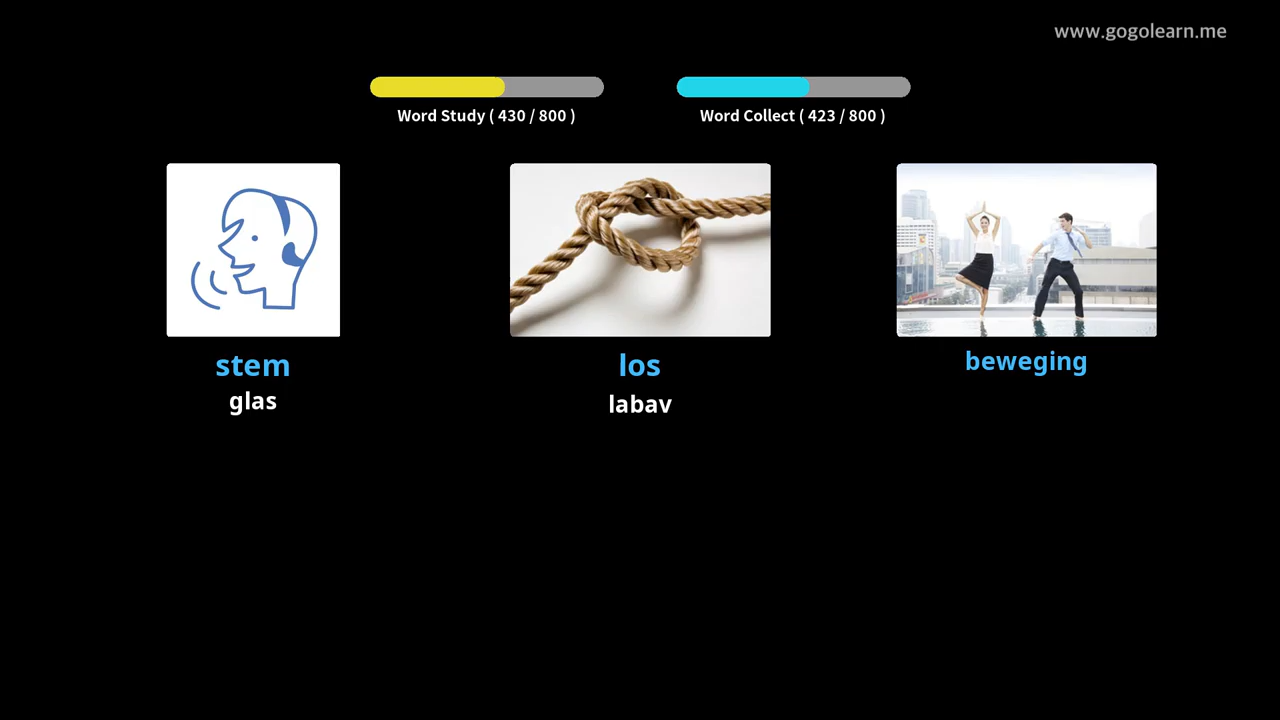 www.gogolearn.me
Word Study ( 430 / 800 )
Word Collect ( 423 / 800 )
stem
glas
los
labav
beweging